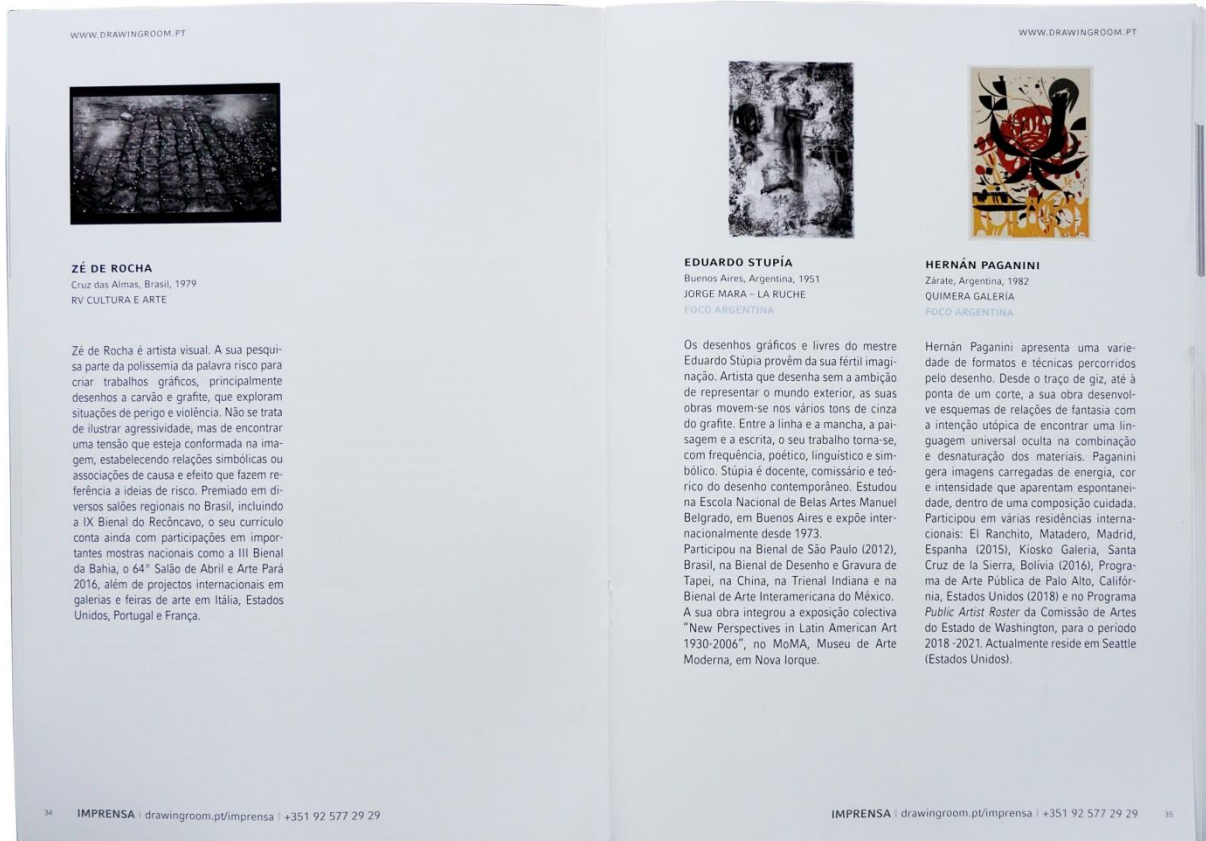 WWW.DRAWINGROOM.PT
ZÉ DE ROCHA
Cruz das Almas, Brasil, 1979
RV CULTURA E ARTE
Zé de Rocha é artista visual. A sua pesqui-
sa parte da polissemia da palavra risco para
criar trabalhos gráficos, principalmente
desenhos a carvão e grafite, que exploram
situações de perigo e violência. Não se trata
de ilustrar agressividade, mas de encontrar
uma tensão que esteja conformada na ima-
gem, estabelecendo relações simbólicas ou
associações de causa e efeito que fazem re-
ferência a ideias de risco. Premiado em di-
versos salões regionais no Brasil, incluindo
a IX Bienal do Recôncavo, o seu currículo
conta ainda com participações em impor-
tantes mostras nacionais como a III Bienal
da Bahia, o 64° Salão de Abril e Arte Pará
2016, além de projectos internacionais em
galerias e feiras de arte em Itália, Estados
Unidos, Portugal e França.
34 IMPRENSA | drawingroom.pt/imprensa | +351 92 577 29 29
WWW.DRAWINGROOM.PT
EDUARDO STUPÍA
Buenos Aires, Argentina, 1951
JORGE MARA – LA RUCHE
FOCO ARGENTINA
Os desenhos gráficos e livres do mestre
Eduardo Stúpia provêm da sua fértil imagi-
nação. Artista que desenha sem a ambição
de representar o mundo exterior, as suas
obras movem-se nos vários tons de cinza
do grafite. Entre a linha e a mancha, a pai-
sagem e a escrita, o seu trabalho torna-se,
com frequência, poético, linguístico e sim-
bólico. Stúpia é docente, comissário e teó-
rico do desenho contemporâneo. Estudou
na Escola Nacional de Belas Artes Manuel
Belgrado, em Buenos Aires e expõe inter-
nacionalmente desde 1973.
Participou na Bienal de São Paulo (2012),
Brasil, na Bienal de Desenho e Gravura de
Tapei, na China, na Trienal Indiana e na
Bienal de Arte Interamericana do México.
A sua obra integrou a exposição colectiva
"New Perspectives in Latin American Art
1930-2006", no MoMA, Museu de Arte
Moderna, em Nova Iorque.
HERNÁN PAGANINI
Zárate, Argentina, 1982
QUIMERA GALERÍA
FOCO ARGENTINA
Hernán Paganini apresenta uma varie-
dade de formatos e técnicas percorridos
pelo desenho. Desde o traço de giz, até à
ponta de um corte, a sua obra desenvol-
ve esquemas de relações de fantasia com
a intenção utópica de encontrar uma lin-
guagem universal oculta na combinação
e desnaturação dos materiais. Paganini
gera imagens carregadas de energia, cor
e intensidade que aparentam espontanei-
dade, dentro de uma composição cuidada.
Participou em várias residências interna-
cionais: El Ranchito, Matadero, Madrid,
Espanha (2015), Kiosko Galeria, Santa
Cruz de la Sierra, Bolívia (2016), Progra-
ma de Arte Pública de Palo Alto, Califór-
nia, Estados Unidos (2018) e no Programa
Public Artist Roster da Comissão de Artes
do Estado de Washington, para o período
2018 -2021. Actualmente reside em Seattle
(Estados Unidos).
IMPRENSA | drawingroom.pt/imprensa | +351 92 577 29 29 35